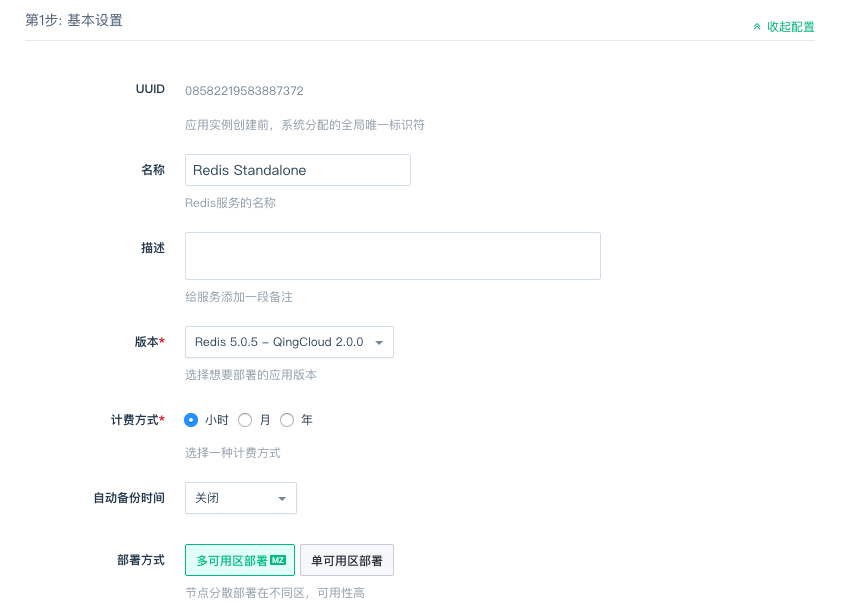 第1步: 基本设置
收起配置
UUID 08582219583887372
应用实例创建前，系统分配的全局唯一标识符
名称 Redis Standalone
Redis服务的名称
描述
给服务添加一段备注
版本* Redis 5.0.5 – QingCloud 2.0.0
选择想要部署的应用版本
计费方式* 小时 月 年
选择一种计费方式
自动备份时间 关闭
部署方式 多可用区部署 MZ 单可用区部署
节点分散部署在不同区，可用性高